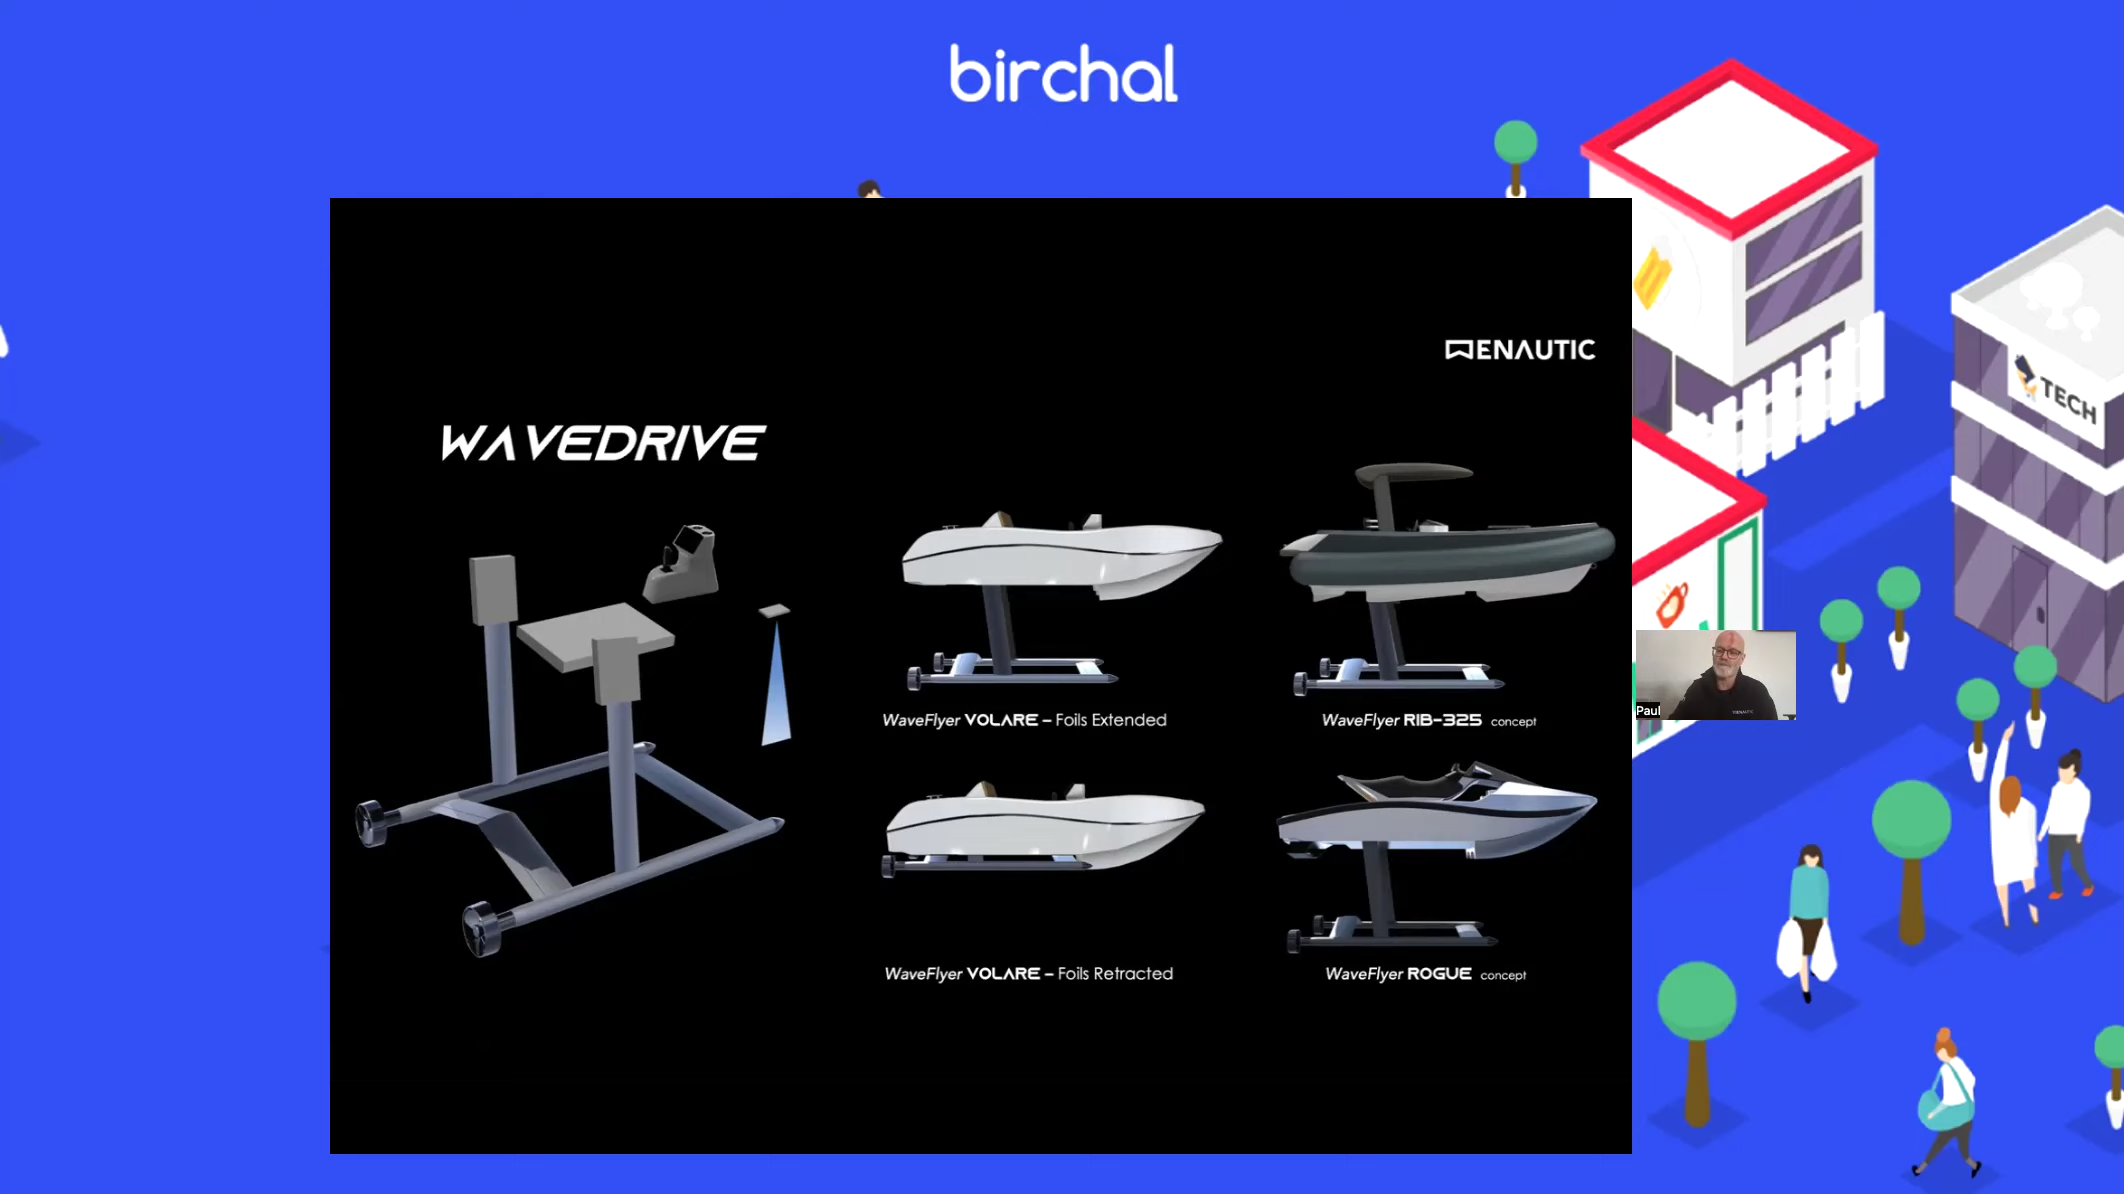 birchal
ENAUTIC
WAVEDRIVE
TECH
WaveFlyer VOLARE – Foils Extended
WaveFlyer RIB-325 concept
Paul
WaveFlyer VOLARE – Foils Retracted
WaveFlyer ROGUE concept